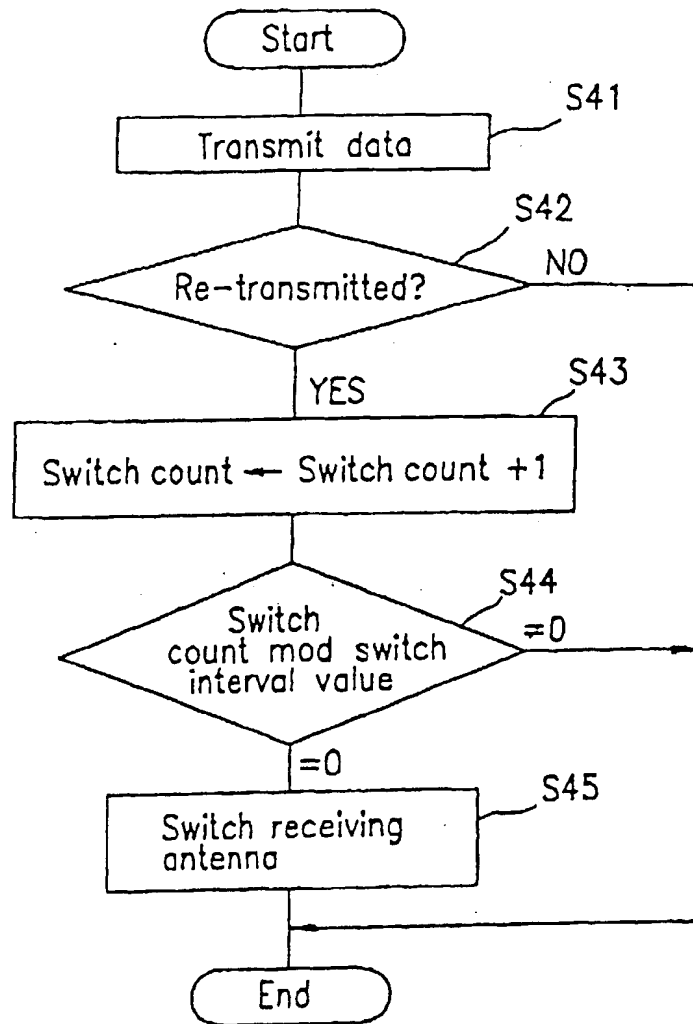 Start
S41
Transmit data
S42
Re-transmitted?
NO
YES
S43
Switch count ← Switch count +1
S44
Switch
count mod switch
interval value
≠0
=0
S45
Switch receiving
antenna
End